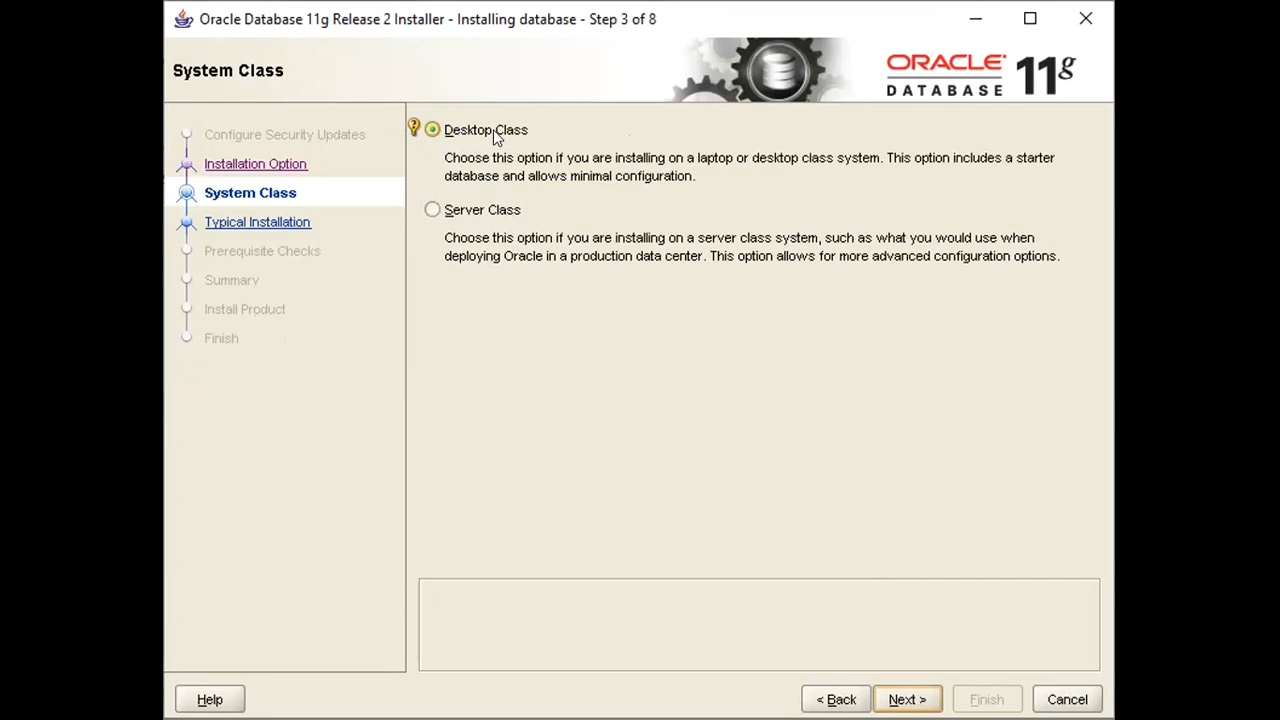 Oracle Database 11g Release 2 Installer - Installing database - Step 3 of 8
System Class
ORACLE
DATABASE
11g
Configure Security Updates
Installation Option
System Class
Typical Installation
Prerequisite Checks
Summary
Install Product
Finish
Desktop Class
Choose this option if you are installing on a laptop or desktop class system. This option includes a starter
database and allows minimal configuration.
Server Class
Choose this option if you are installing on a server class system, such as what you would use when
deploying Oracle in a production data center. This option allows for more advanced configuration options.
Help
< Back
Next >
Finish
Cancel